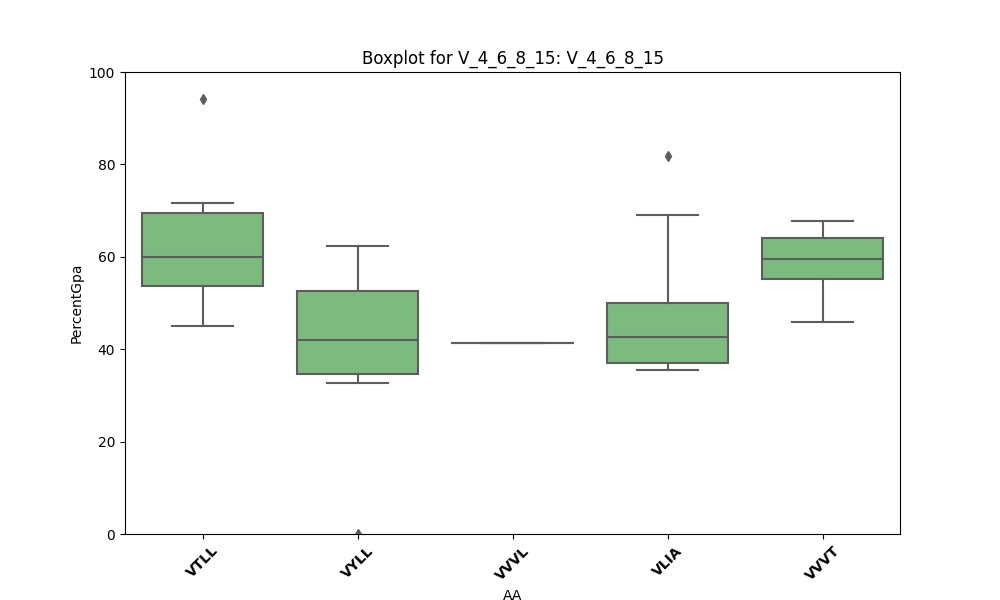 Boxplot for V_4_6_8_15: V_4_6_8_15
100
80
60
40
20
0
PercentGpa
VTLL
VYLL
VVVL
VLIA
VVVT
AA